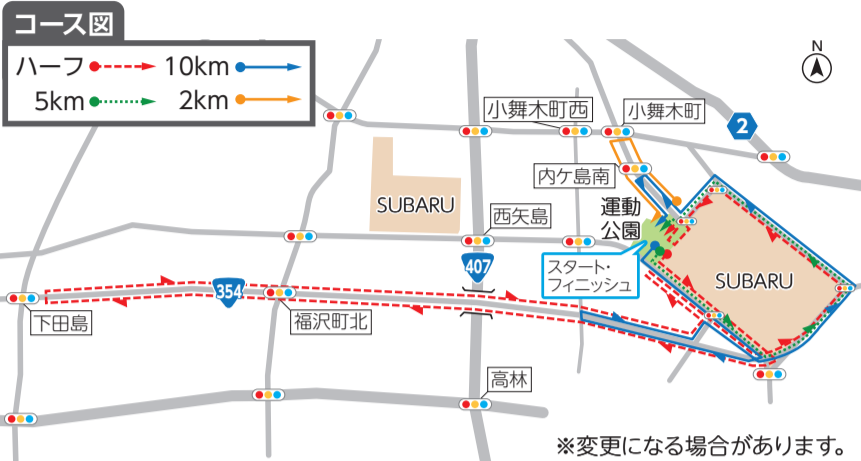 コース図
ハーフ 10km
5km 2km
N
小舞木町西
小舞木町
2
内ケ島南
SUBARU
運動
公園
西矢島
407
スタート・
フィニッシュ
SUBARU
354
下田島
福沢町北
高林
※変更になる場合があります。